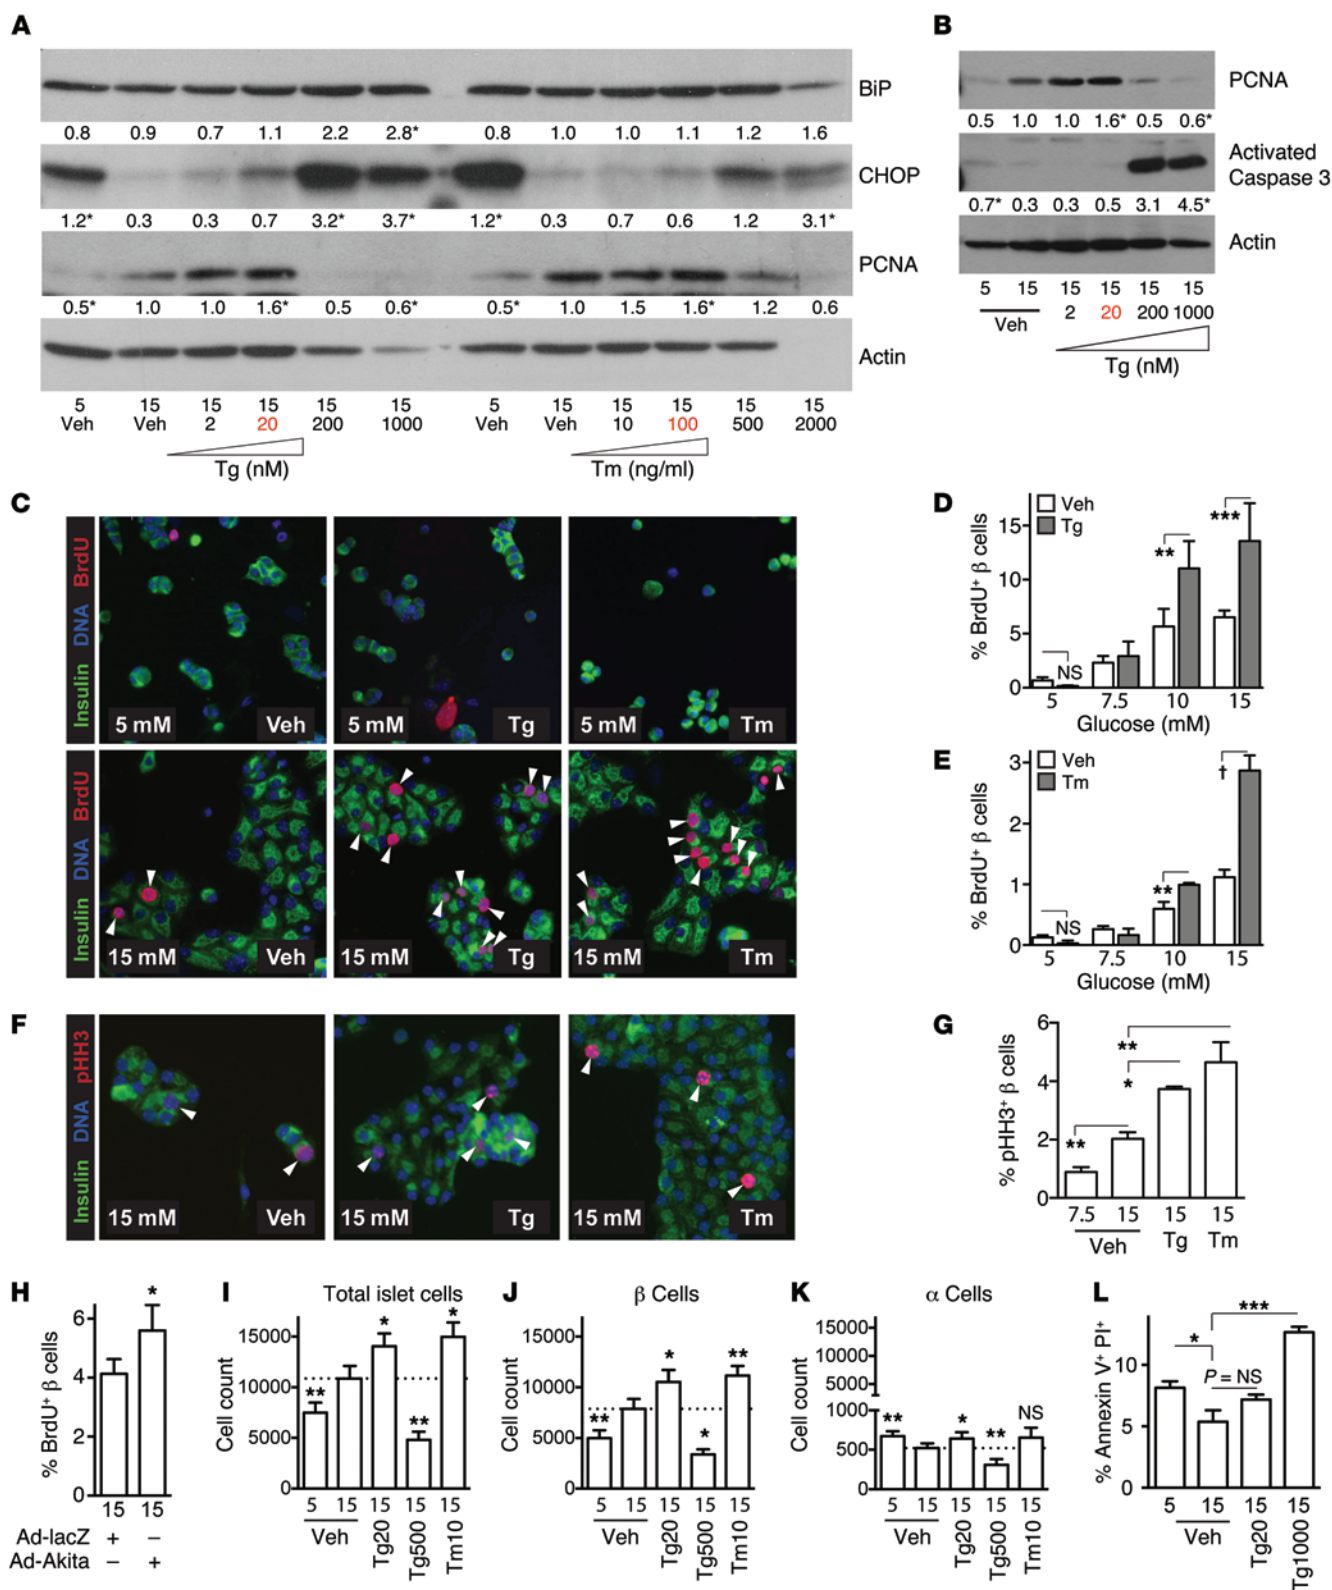 A
BiP
0.8 0.9 0.7 1.1 2.2 2.8* 0.8 1.0 1.0 1.1 1.2 1.6
CHOP
1.2* 0.3 0.3 0.7 3.2* 3.7* 1.2* 0.3 0.7 0.6 1.2 3.1*
PCNA
0.5* 1.0 1.0 1.6* 0.5 0.6* 0.5* 1.0 1.5 1.6* 1.2 0.6
Actin
5 15 15 15 15 15 5 15 15 15 15 15
Veh Veh 2 20 200 1000 Veh Veh 10 100 500 2000
Tg (nM) Tm (ng/ml)
B
PCNA
0.5 1.0 1.0 1.6* 0.5 0.6*
Activated
Caspase 3
0.7* 0.3 0.3 0.5 3.1 4.5*
Actin
5 15 15 15 15 15
Veh 2 20 200 1000
Tg (nM)
C
Insulin DNA BrdU
5 mM Veh 5 mM Tg 5 mM Tm
Insulin DNA BrdU
15 mM Veh 15 mM Tg 15 mM Tm
D
% BrdU+ β cells
Veh
Tg
15
10
5
0
NS ** ***
5 7.5 10 15
Glucose (mM)
E
% BrdU+ β cells
Veh
Tm
3
2
1
0
NS ** †
5 7.5 10 15
Glucose (mM)
F
Insulin DNA pHH3
15 mM Veh 15 mM Tg 15 mM Tm
G
% pHH3+ β cells
6
4
2
0
**
*
**
7.5 15 15 15
Veh Tg Tm
H
% BrdU+ β cells
6
4
2
0
*
15 15
Ad-lacZ + –
Ad-Akita – +
I
Total islet cells
Cell count
15000
10000
5000
0
** * ** *
5 15 15 15 15
Veh Tg20 Tg500 Tm10
J
β Cells
Cell count
15000
10000
5000
0
** * * **
5 15 15 15 15
Veh Tg20 Tg500 Tm10
K
α Cells
Cell count
15000
10000
5000
1000
500
0
** * ** NS
5 15 15 15 15
Veh Tg20 Tg500 Tm10
L
% Annexin V+ PI+
10
5
0
***
*
P = NS
5 15 15 15
Veh Tg20 Tg1000